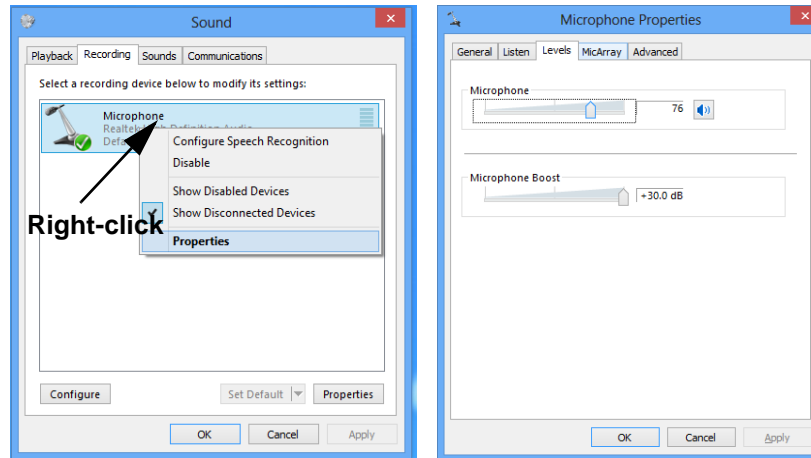 Sound
Playback Recording Sounds Communications
Select a recording device below to modify its settings:
Microphone
Realtek High Definition Audio
Configure Speech Recognition
Disable
Show Disabled Devices
Show Disconnected Devices
Properties
Right-click
Configure Set Default Properties
OK Cancel Apply
Microphone Properties
General Listen Levels MicArray Advanced
Microphone
76
Microphone Boost
+30.0 dB
OK Cancel Apply